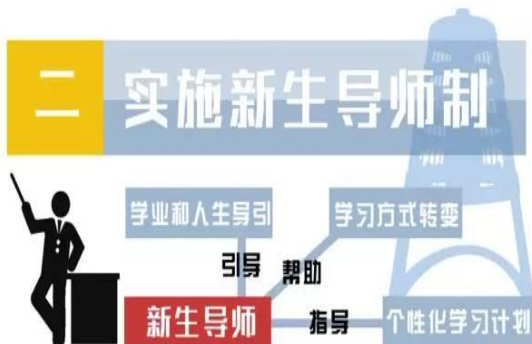 二 实施新生导师制
学业和人生导引 学习方式转变
引导 帮助
新生导师 指导 个性化学习计划